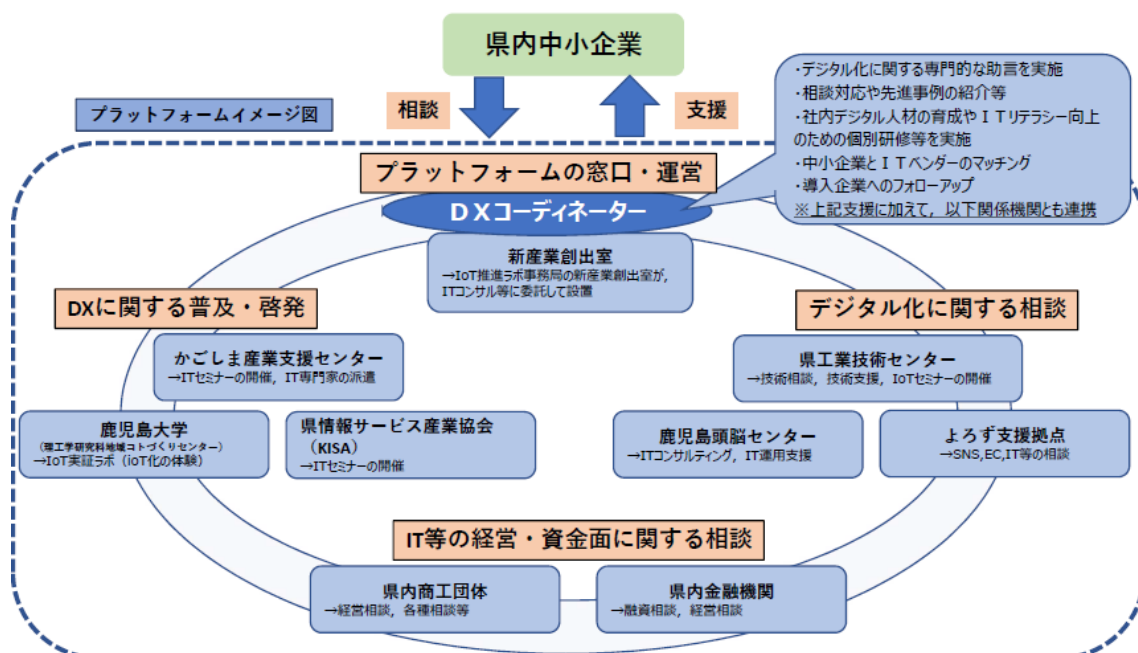 県内中小企業
プラットフォームイメージ図
相談
支援
・デジタル化に関する専門的な助言を実施
・相談対応や先進事例の紹介等
・社内デジタル人材の育成やＩＴリテラシー向上
のための個別研修等を実施
・中小企業とＩＴベンダーのマッチング
・導入企業へのフォローアップ
※上記支援に加えて，以下関係機関とも連携
プラットフォームの窓口・運営
ＤＸコーディネーター
新産業創出室
→IoT推進ラボ事務局の新産業創出室が，
ITコンサル等に委託して設置
DXに関する普及・啓発
かごしま産業支援センター
→ITセミナーの開催，IT専門家の派遣
鹿児島大学
（理工学研究科地域コトづくりセンター）
→IoT実証ラボ（ioT化の体験）
県情報サービス産業協会
（KISA）
→ITセミナーの開催
デジタル化に関する相談
県工業技術センター
→技術相談，技術支援，IoTセミナーの開催
鹿児島頭脳センター
→ITコンサルティング，IT運用支援
よろず支援拠点
→SNS,EC,IT等の相談
IT等の経営・資金面に関する相談
県内商工団体
→経営相談，各種相談等
県内金融機関
→融資相談，経営相談